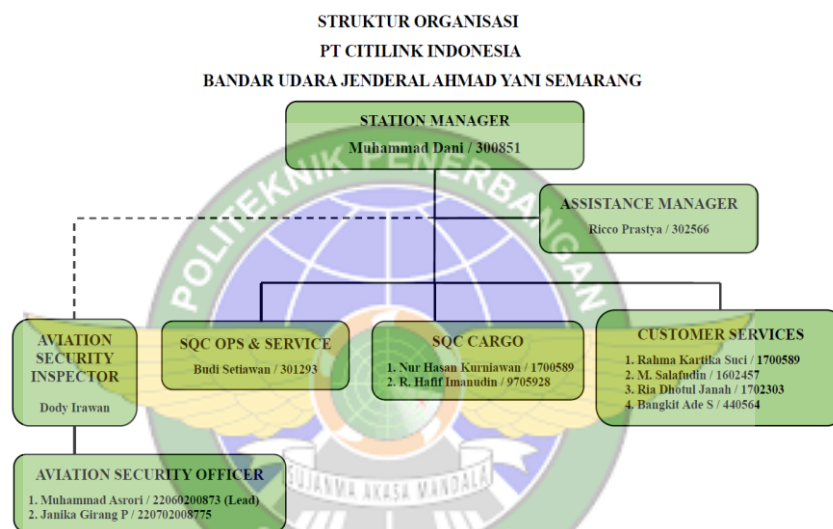 STRUKTUR ORGANISASI
PT CITILINK INDONESIA
BANDAR UDARA JENDERAL AHMAD YANI SEMARANG
STATION MANAGER
Muhammad Dani / 300851
POLITEKNIK PENERBANGAN
ASSISTANCE MANAGER
Ricco Prastya / 302566
AVIATION
SECURITY
INSPECTOR
Dody Irawan
SQC OPS & SERVICE
Budi Setiawan / 301293
SQC CARGO
1. Nur Hasan Kurniawan / 1700589
2. R. Hafif Imanudin / 9705928
CUSTOMER SERVICES
1. Rahma Kartika Suci / 1700589
2. M. Salafudin / 1602457
3. Ria Dhotul Janah / 1702303
4. Bangkit Ade S / 440564
AVIATION SECURITY OFFICER
1. Muhammad Asrori / 22060200873 (Lead)
2. Janika Girang P / 220702008775
SUJANMA AKASA MANDALA